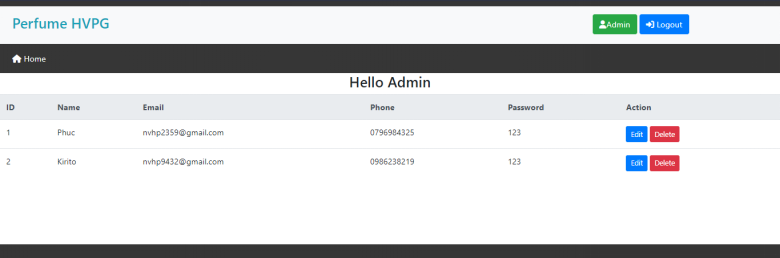 Perfume HVPG
Admin Logout
Home
Hello Admin
ID Name Email Phone Password Action
1 Phuc nvhp2359@gmail.com 0796984325 123 Edit Delete
2 Kirito nvhp9432@gmail.com 0986238219 123 Edit Delete